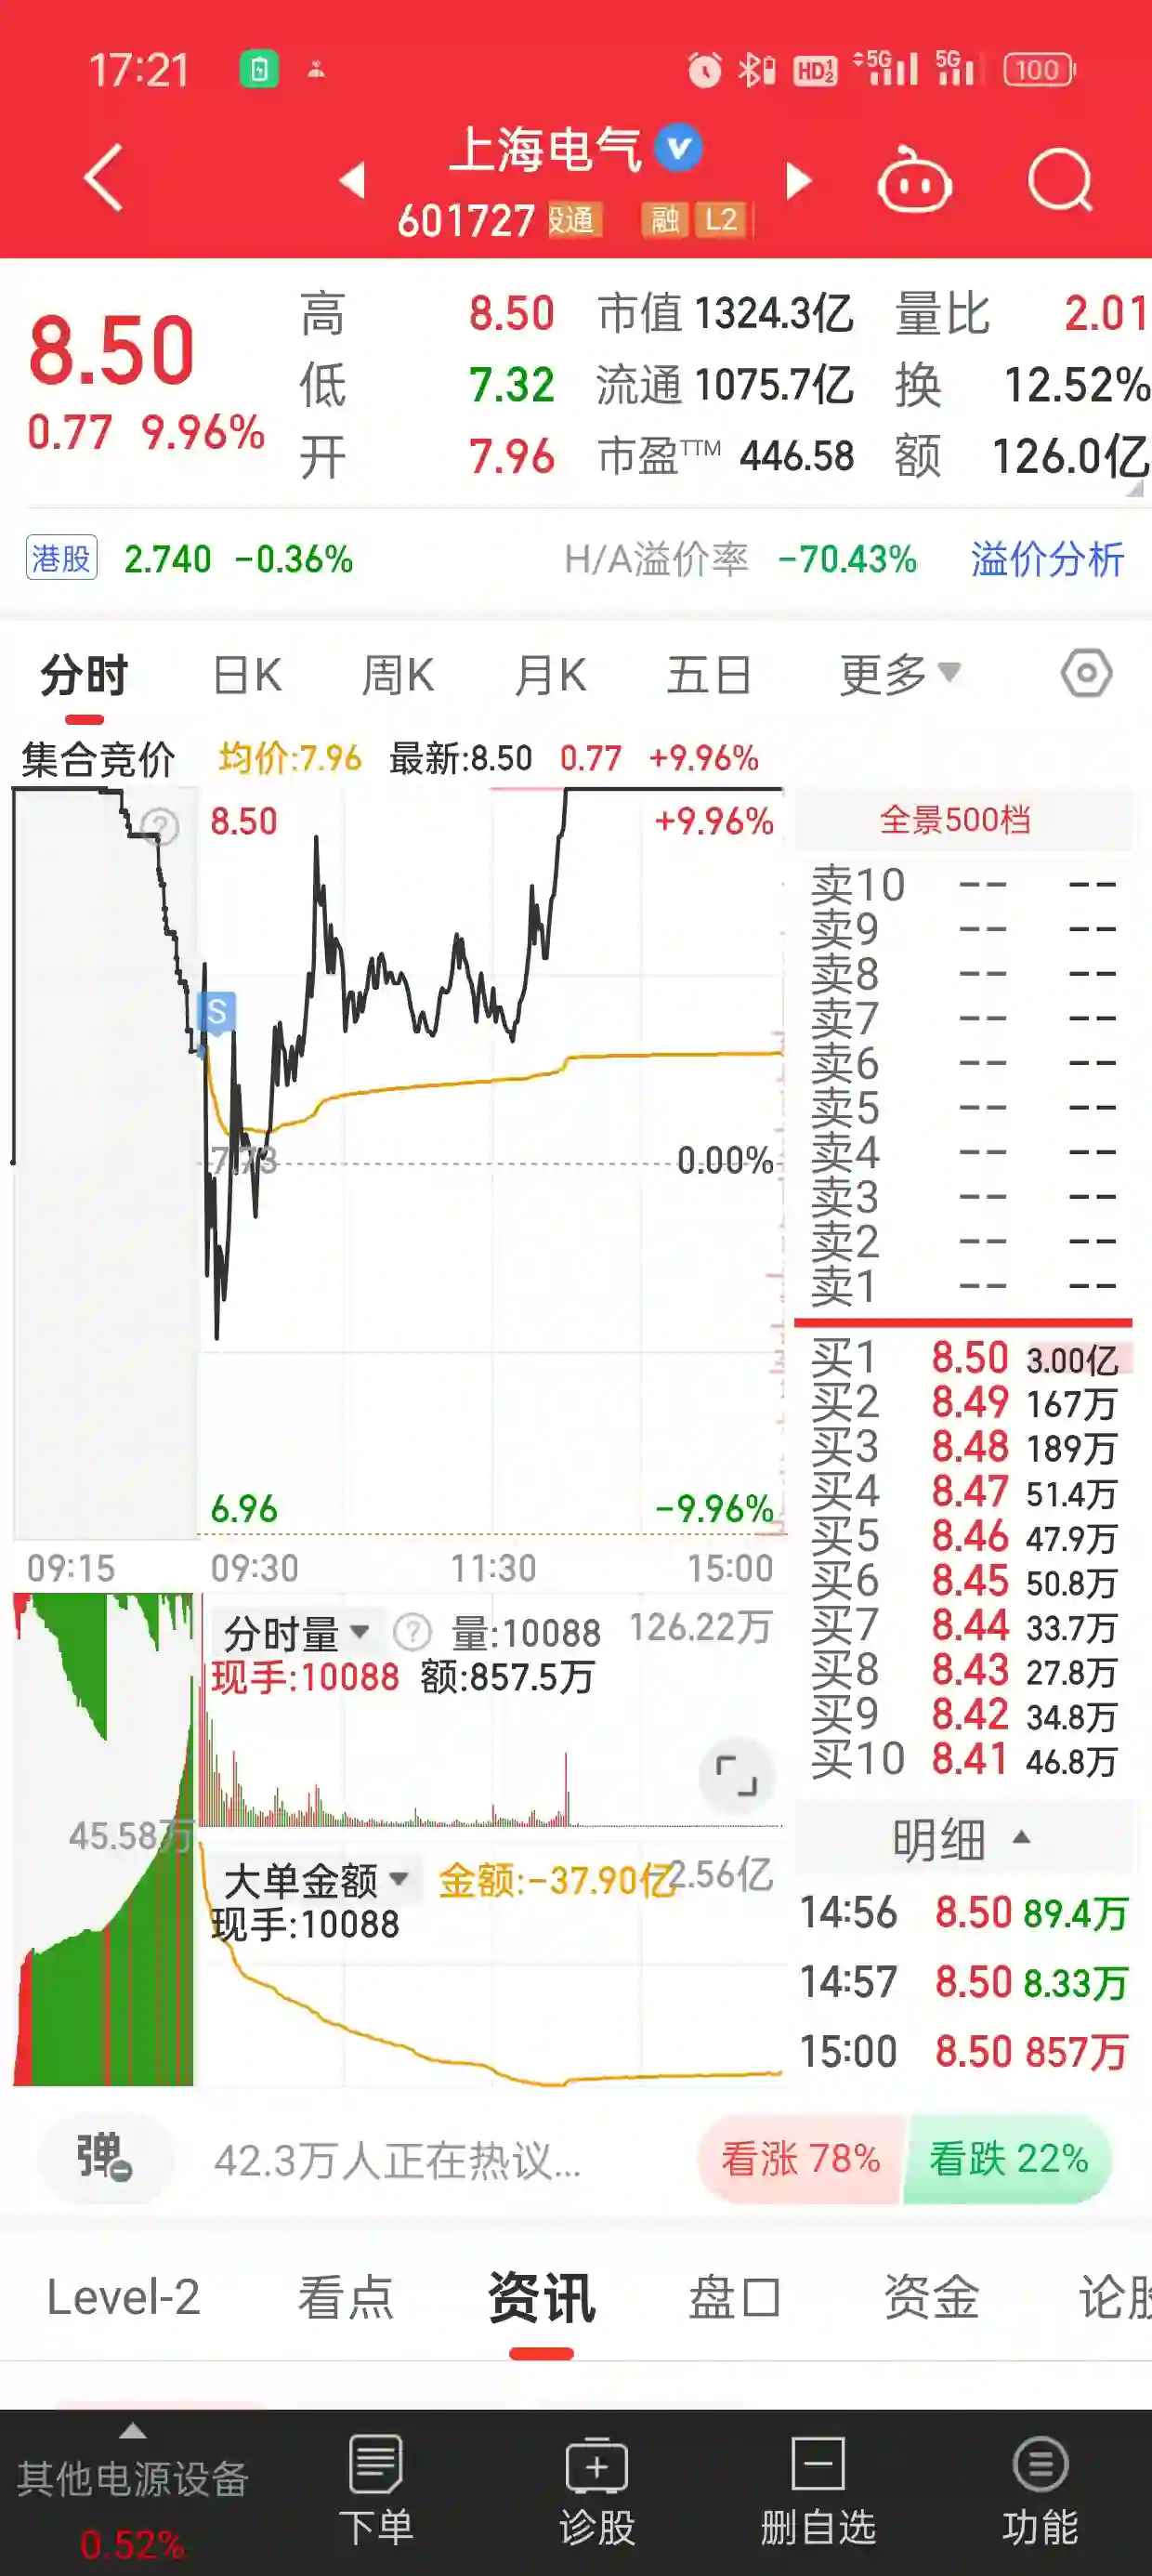 17:21 HD 1 2 5G 5G 100
上海电气
601727 股通 融 L2
8.50
0.77 9.96%
高 8.50 市值 1324.3亿 量比 2.01
低 7.32 流通 1075.7亿 换 12.52%
开 7.96 市盈TTM 446.58 额 126.0亿
港股 2.740 -0.36% H/A溢价率 -70.43% 溢价分析
分时 日K 周K 月K 五日 更多
集合竞价 均价:7.96 最新:8.50 0.77 +9.96%
? 8.50 +9.96%
S
7.73 0.00%
6.96 -9.96%
09:15 09:30 11:30 15:00
分时量 ? 量:10088 126.22万
现手:10088 额:857.5万
45.58万
大单金额 金额:-37.90亿 2.56亿
现手:10088
全景500档
卖10 -- --
卖9 -- --
卖8 -- --
卖7 -- --
卖6 -- --
卖5 -- --
卖4 -- --
卖3 -- --
卖2 -- --
卖1 -- --
买1 8.50 3.00亿
买2 8.49 167万
买3 8.48 189万
买4 8.47 51.4万
买5 8.46 47.9万
买6 8.45 50.8万
买7 8.44 33.7万
买8 8.43 27.8万
买9 8.42 34.8万
买10 8.41 46.8万
明细
14:56 8.50 89.4万
14:57 8.50 8.33万
15:00 8.50 857万
弹 42.3万人正在热议... 看涨 78% 看跌 22%
Level-2 看点 资讯 盘口 资金 论股
其他电源设备
0.52%
下单 诊股 删自选 功能